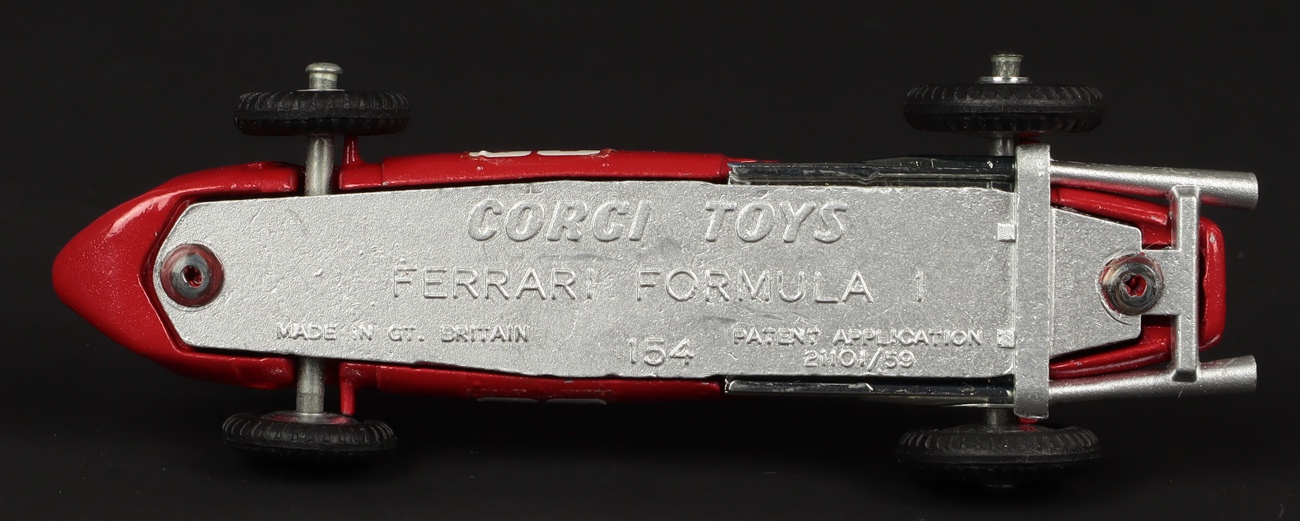 CORGI TOYS
FERRARI FORMULA 1
MADE IN GT. BRITAIN
154
PATENT APPLICATION
21101/59